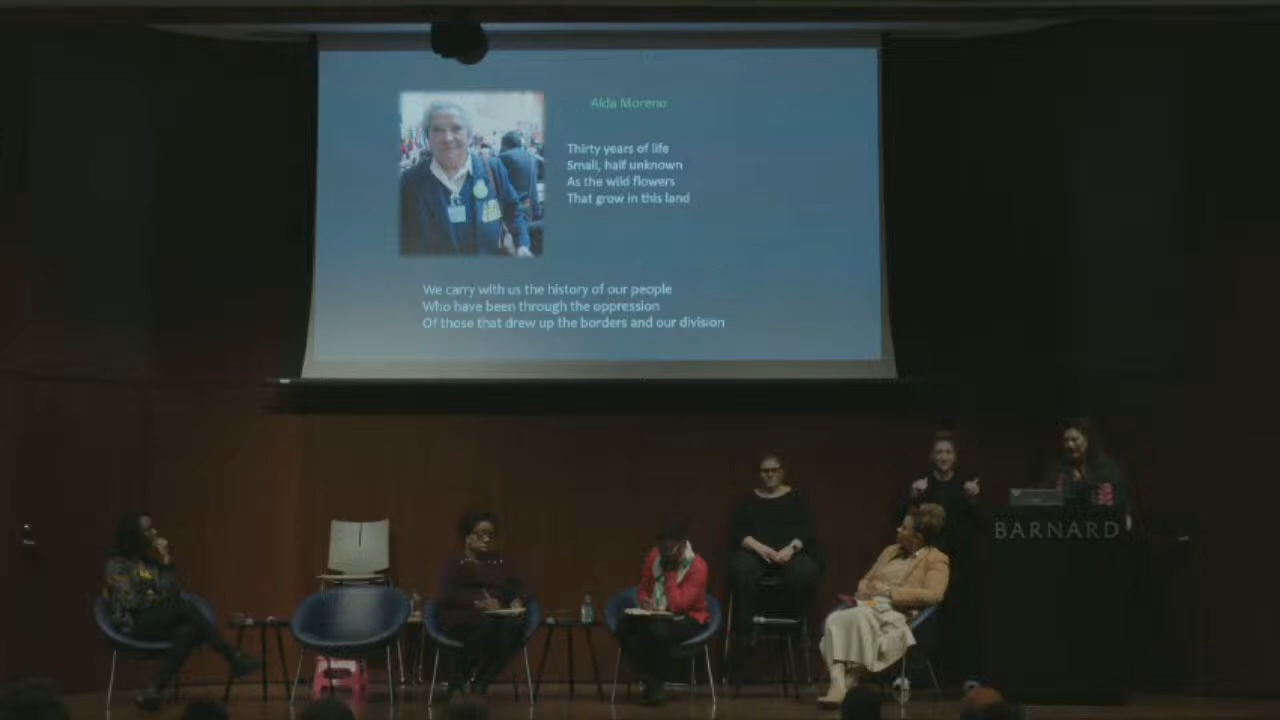 Alda Moreno
Thirty years of life
Small, half unknown
As the wild flowers
That grow in this land
We carry with us the history of our people
Who have been through the oppression
Of those that drew up the borders and our division
BARNARD